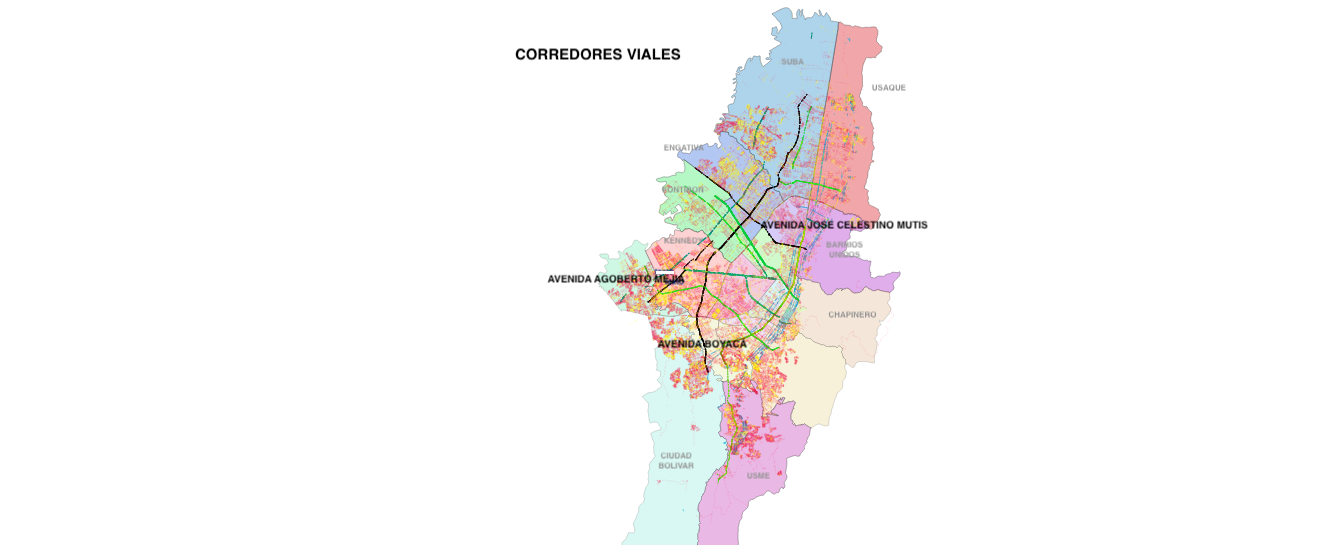 CORREDORES VIALES
SUBA
USAQUE
ENGATIVA
FONTIBON
AVENIDA JOSE CELESTINO MUTIS
KENNEDY
BARRIOS
UNIDOS
AVENIDA AGOBERTO MEJIA
CHAPINERO
AVENIDA BOYACA
CIUDAD
BOLIVAR
USME